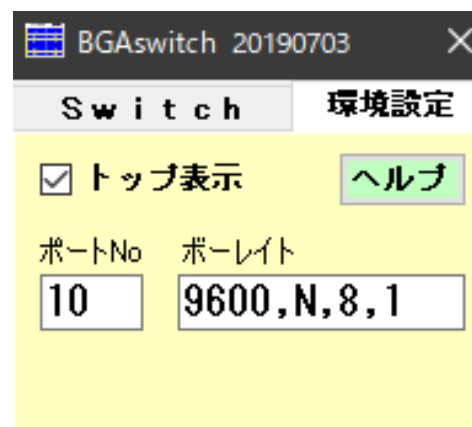 BGAswitch 20190703
Ｓｗｉｔｃｈ 環境設定
トップ表示 ヘルプ
ポートNo ボーレイト
10 9600,N,8,1